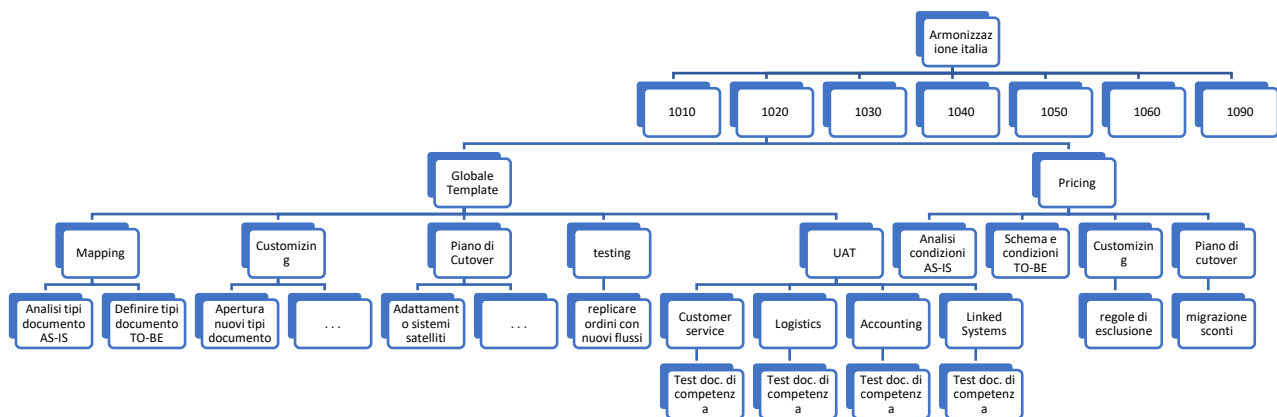 Armonizza
zione italia
1010
1020
1030
1040
1050
1060
1090
Globale
Template
Pricing
Mapping
Customizin
g
Piano di
Cutover
testing
UAT
Analisi
condizioni
AS-IS
Schema e
condizioni
TO-BE
Customizin
g
Piano di
cutover
Analisi tipi
documento
AS-IS
Definire tipi
documento
TO-BE
Apertura
nuovi tipi
documento
. . .
Adattament
o sistemi
satelliti
. . .
replicare
ordini con
nuovi flussi
Customer
service
Logistics
Accounting
Linked
Systems
regole di
esclusione
migrazione
sconti
Test doc. di
competenz
a
Test doc. di
competenz
a
Test doc. di
competenz
a
Test doc. di
competenz
a